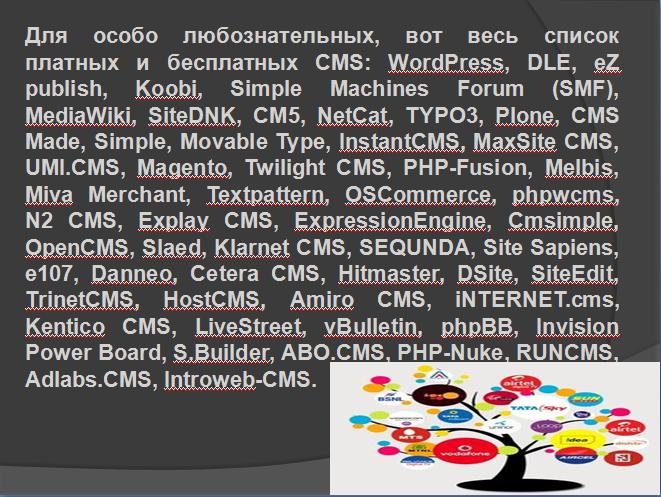 Для особо любознательных, вот весь список
платных и бесплатных CMS: WordPress, DLE, eZ
publish, Koobi, Simple Machines Forum (SMF),
MediaWiki, SiteDNK, CM5, NetCat, TYPO3, Plone, CMS
Made, Simple, Movable Type, InstantCMS, MaxSite CMS,
UMI.CMS, Magento, Twilight CMS, PHP-Fusion, Melbis,
Miva Merchant, Textpattern, OSCommerce, phpwcms,
N2 CMS, Explay CMS, ExpressionEngine, Cmsimple,
OpenCMS, Slaed, Klarnet CMS, SEQUNDA, Site Sapiens,
e107, Danneo, Cetera CMS, Hitmaster, DSite, SiteEdit,
TrinetCMS, HostCMS, Amiro CMS, iNTERNET.cms,
Kentico CMS, LiveStreet, vBulletin, phpBB, Invision
Power Board, S.Builder, ABO.CMS, PHP-Nuke, RUNCMS,
Adlabs.CMS, Introweb-CMS.
airtel
BSNL
SUN
TATA Sky
uninor
LOOP
airtel
MTS
idea
MTNL
vodafone
AIRCEL